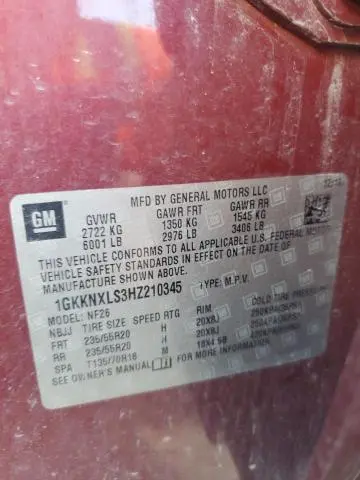 GM
MFD BY GENERAL MOTORS LLC
GVWR GAWR FRT GAWR RR
2722 KG 1350 KG 1545 KG
6001 LB 2976 LB 3406 LB
THIS VEHICLE CONFORMS TO ALL APPLICABLE U.S. FEDERAL MOTOR
VEHICLE SAFETY STANDARDS IN EFFECT ON THE DATE OF
MANUFACTURE SHOWN ABOVE.
1GKKNXLS3HZ210345 TYPE: M.P.V.
MODEL: NF26
NBJJ TIRE SIZE SPEED RTG RIM COLD TIRE PRESSURE
FRT 235/55R20 H 20X8J
RR 235/55R20 H 20X8J
SPA T135/70R18 M 18X4.5B
SEE OWNER'S MANUAL FOR ADDITIONAL INFORMATION